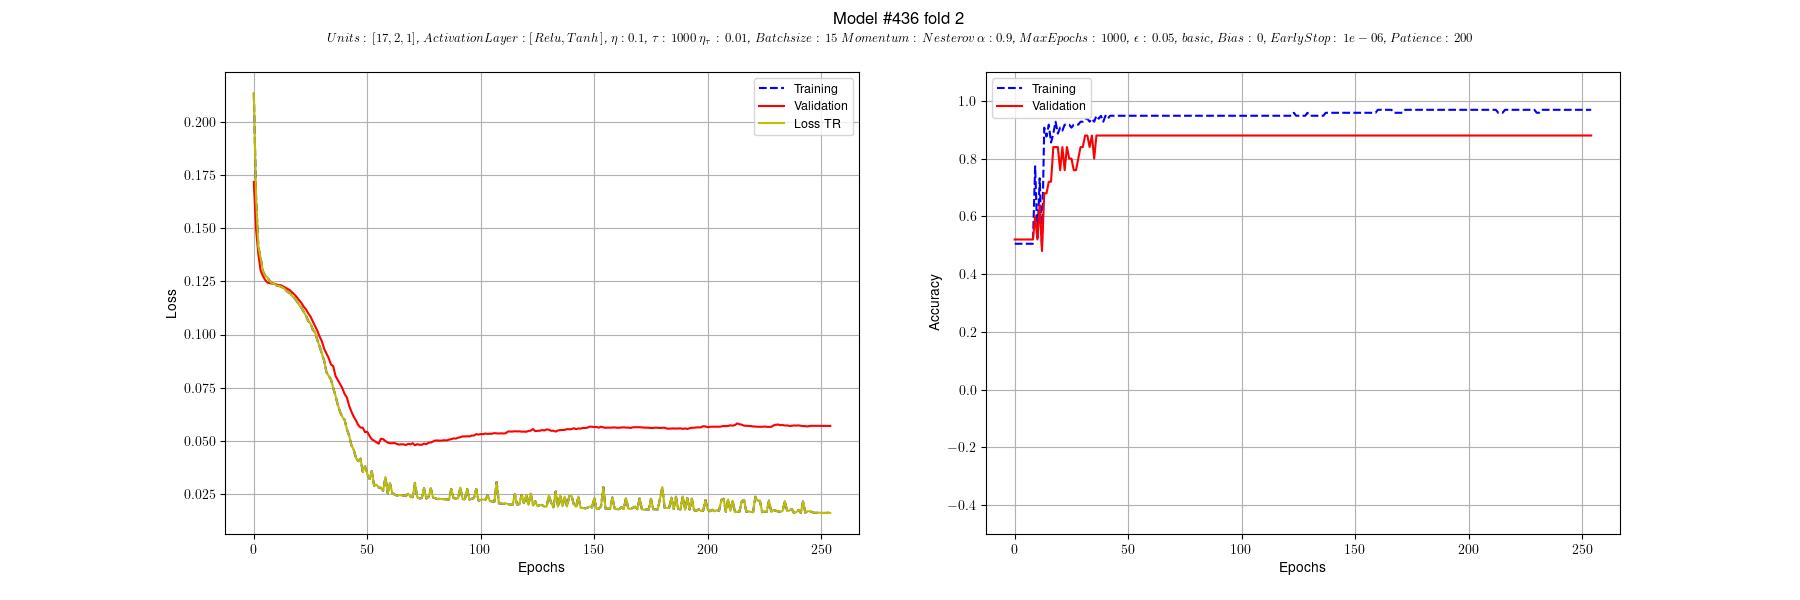 Model #436 fold 2
Units : [17, 2, 1], ActivationLayer : [Relu, Tanh], η : 0.1, τ : 1000 ητ : 0.01, Batchsize : 15 Momentum : Nesterov α : 0.9, MaxEpochs : 1000, ϵ : 0.05, basic, Bias : 0, EarlyStop : 1e − 06, Patience : 200
Training
Validation
Loss TR
0.200
0.175
0.150
0.125
0.100
0.075
0.050
0.025
Loss
0 50 100 150 200 250
Epochs
Training
Validation
1.0
0.8
0.6
0.4
0.2
0.0
−0.2
−0.4
Accuracy
0 50 100 150 200 250
Epochs